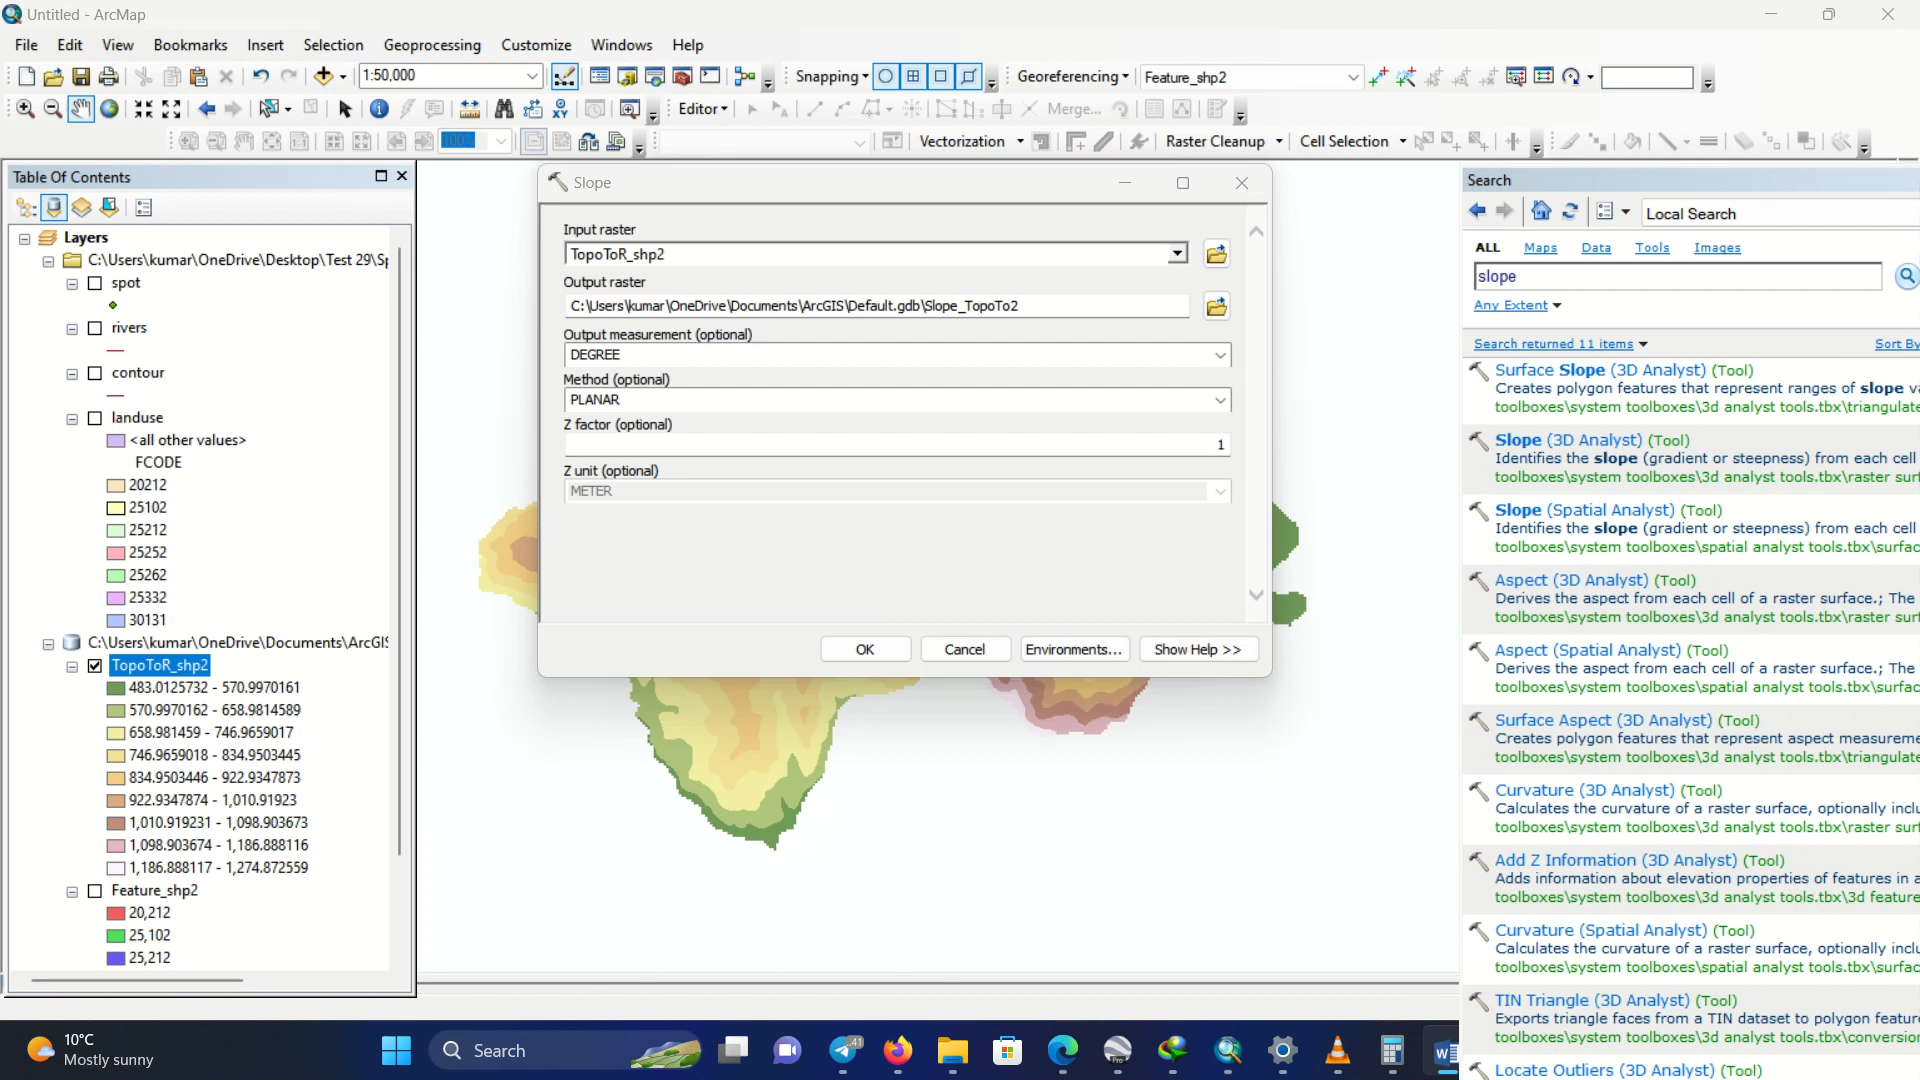 Untitled - ArcMap
File Edit View Bookmarks Insert Selection Geoprocessing Customize Windows Help
1:50,000
Snapping
Georeferencing
Feature_shp2
Editor
Merge...
100%
Vectorization
Raster Cleanup
Cell Selection
Table Of Contents
Layers
C:\Users\kumar\OneDrive\Desktop\Test 29\Sp
spot
rivers
contour
landuse
<all other values>
FCODE
20212
25102
25212
25252
25262
25332
30131
C:\Users\kumar\OneDrive\Documents\ArcGIS
TopoToR_shp2
483.0125732 - 570.9970161
570.9970162 - 658.9814589
658.981459 - 746.9659017
746.9659018 - 834.9503445
834.9503446 - 922.9347873
922.9347874 - 1,010.91923
1,010.919231 - 1,098.903673
1,098.903674 - 1,186.888116
1,186.888117 - 1,274.872559
Feature_shp2
20,212
25,102
25,212
Slope
Input raster
TopoToR_shp2
Output raster
C:\Users\kumar\OneDrive\Documents\ArcGIS\Default.gdb\Slope_TopoTo2
Output measurement (optional)
DEGREE
Method (optional)
PLANAR
Z factor (optional)
1
Z unit (optional)
METER
OK Cancel Environments... Show Help >>
Search
Local Search
ALL Maps Data Tools Images
slope
Any Extent
Search returned 11 items Sort By
Surface Slope (3D Analyst) (Tool)
Creates polygon features that represent ranges of slope va
toolboxes\system toolboxes\3d analyst tools.tbx\triangulate
Slope (3D Analyst) (Tool)
Identifies the slope (gradient or steepness) from each cell
toolboxes\system toolboxes\3d analyst tools.tbx\raster surf
Slope (Spatial Analyst) (Tool)
Identifies the slope (gradient or steepness) from each cell
toolboxes\system toolboxes\spatial analyst tools.tbx\surfac
Aspect (3D Analyst) (Tool)
Derives the aspect from each cell of a raster surface.; The
toolboxes\system toolboxes\3d analyst tools.tbx\raster surf
Aspect (Spatial Analyst) (Tool)
Derives the aspect from each cell of a raster surface.; The
toolboxes\system toolboxes\spatial analyst tools.tbx\surfac
Surface Aspect (3D Analyst) (Tool)
Creates polygon features that represent aspect measureme
toolboxes\system toolboxes\3d analyst tools.tbx\triangulate
Curvature (3D Analyst) (Tool)
Calculates the curvature of a raster surface, optionally inclu
toolboxes\system toolboxes\3d analyst tools.tbx\raster surf
Add Z Information (3D Analyst) (Tool)
Adds information about elevation properties of features in a
toolboxes\system toolboxes\3d analyst tools.tbx\3d feature
Curvature (Spatial Analyst) (Tool)
Calculates the curvature of a raster surface, optionally inclu
toolboxes\system toolboxes\spatial analyst tools.tbx\surfac
TIN Triangle (3D Analyst) (Tool)
Exports triangle faces from a TIN dataset to polygon feature
toolboxes\system toolboxes\3d analyst tools.tbx\conversion
Locate Outliers (3D Analyst) (Tool)
10°C
Mostly sunny
Search
41
Pro